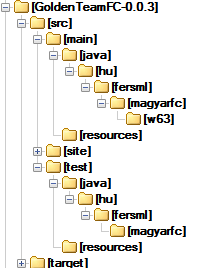 [GoldenTeamFC-0.0.3]
[src]
[main]
[java]
[hu]
[fersml]
[magyarfc]
[w63]
[resources]
[site]
[test]
[java]
[hu]
[fersml]
[magyarfc]
[resources]
[target]